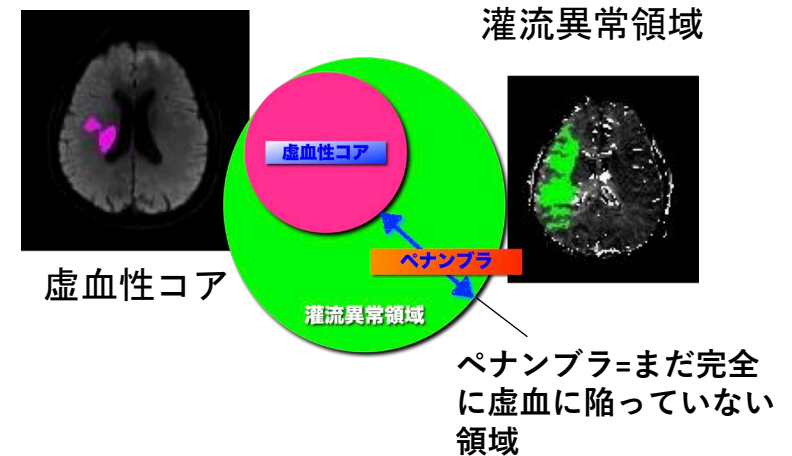 灌流異常領域
虚血性コア
ペナンブラ
虚血性コア
灌流異常領域
ペナンブラ=まだ完全
に虚血に陥っていない
領域